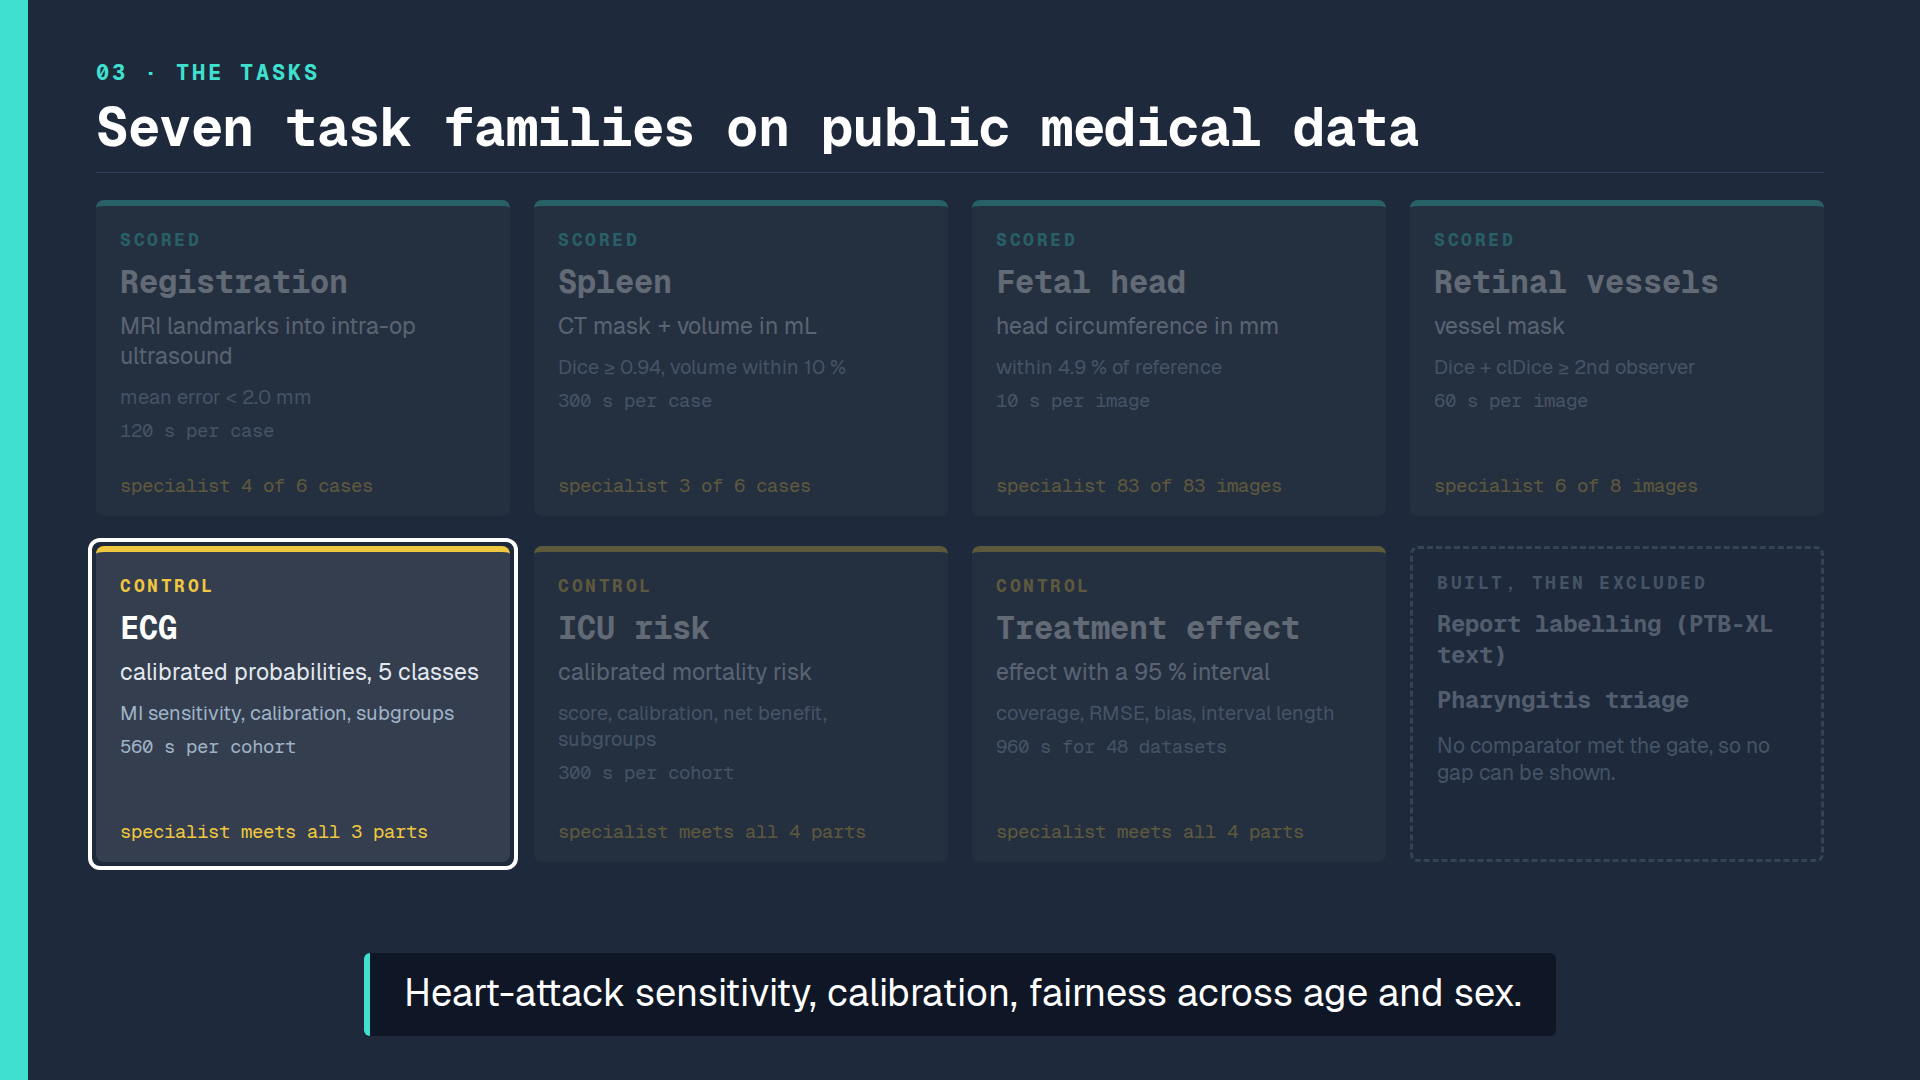 03 · THE TASKS
Seven task families on public medical data
SCORED
Registration
MRI landmarks into intra-op
ultrasound
mean error < 2.0 mm
120 s per case
specialist 4 of 6 cases
SCORED
Spleen
CT mask + volume in mL
Dice ≥ 0.94, volume within 10 %
300 s per case
specialist 3 of 6 cases
SCORED
Fetal head
head circumference in mm
within 4.9 % of reference
10 s per image
specialist 83 of 83 images
SCORED
Retinal vessels
vessel mask
Dice + clDice ≥ 2nd observer
60 s per image
specialist 6 of 8 images
CONTROL
ECG
calibrated probabilities, 5 classes
MI sensitivity, calibration, subgroups
560 s per cohort
specialist meets all 3 parts
CONTROL
ICU risk
calibrated mortality risk
score, calibration, net benefit,
subgroups
300 s per cohort
specialist meets all 4 parts
CONTROL
Treatment effect
effect with a 95 % interval
coverage, RMSE, bias, interval length
960 s for 48 datasets
specialist meets all 4 parts
BUILT, THEN EXCLUDED
Report labelling (PTB-XL
text)
Pharyngitis triage
No comparator met the gate, so no
gap can be shown.
Heart-attack sensitivity, calibration, fairness across age and sex.